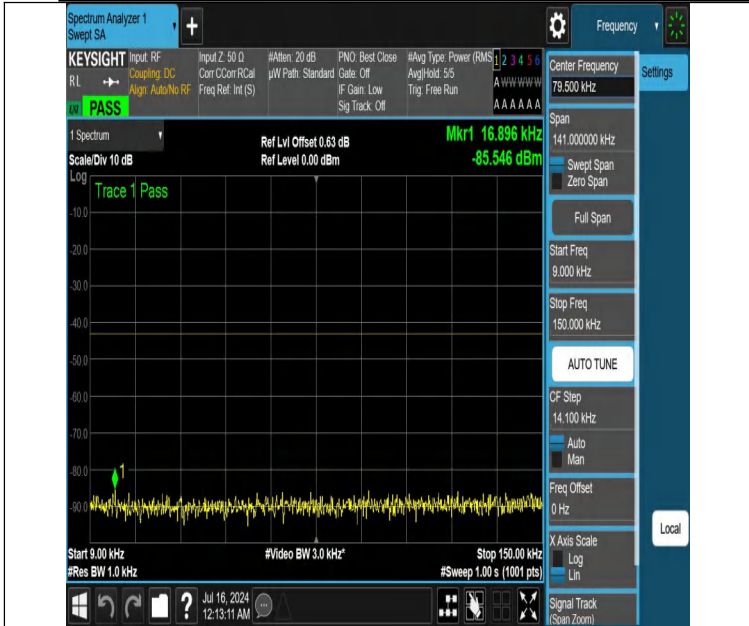 Spectrum Analyzer 1
Swept SA
+
Frequency
KEYSIGHT
RL
PASS
Input: RF
Coupling: DC
Align: Auto/No RF
Input Z: 50 Ω
Corr CCorr RCal
Freq Ref: Int (S)
#Atten: 20 dB
µW Path: Standard
PNO: Best Close
Gate: Off
IF Gain: Low
Sig Track: Off
#Avg Type: Power (RMS
Avg|Hold: 5/5
Trig: Free Run
1 2 3 4 5 6
A W W W W W
A A A A A A
1 Spectrum
Scale/Div 10 dB
Ref Lvl Offset 0.63 dB
Ref Level 0.00 dBm
Mkr1 16.896 kHz
-85.546 dBm
Log
Trace 1 Pass
-10.0
-20.0
-30.0
-40.0
-50.0
-60.0
-70.0
-80.0
1
-90.0
Start 9.00 kHz
#Res BW 1.0 kHz
#Video BW 3.0 kHz*
Stop 150.00 kHz
#Sweep 1.00 s (1001 pts)
Center Frequency
79.500 kHz
Settings
Span
141.000000 kHz
Swept Span
Zero Span
Full Span
Start Freq
9.000 kHz
Stop Freq
150.000 kHz
AUTO TUNE
CF Step
14.100 kHz
Auto
Man
Freq Offset
0 Hz
X Axis Scale
Log
Lin
Signal Track
(Span Zoom)
Local
?
Jul 16, 2024
12:13:11 AM